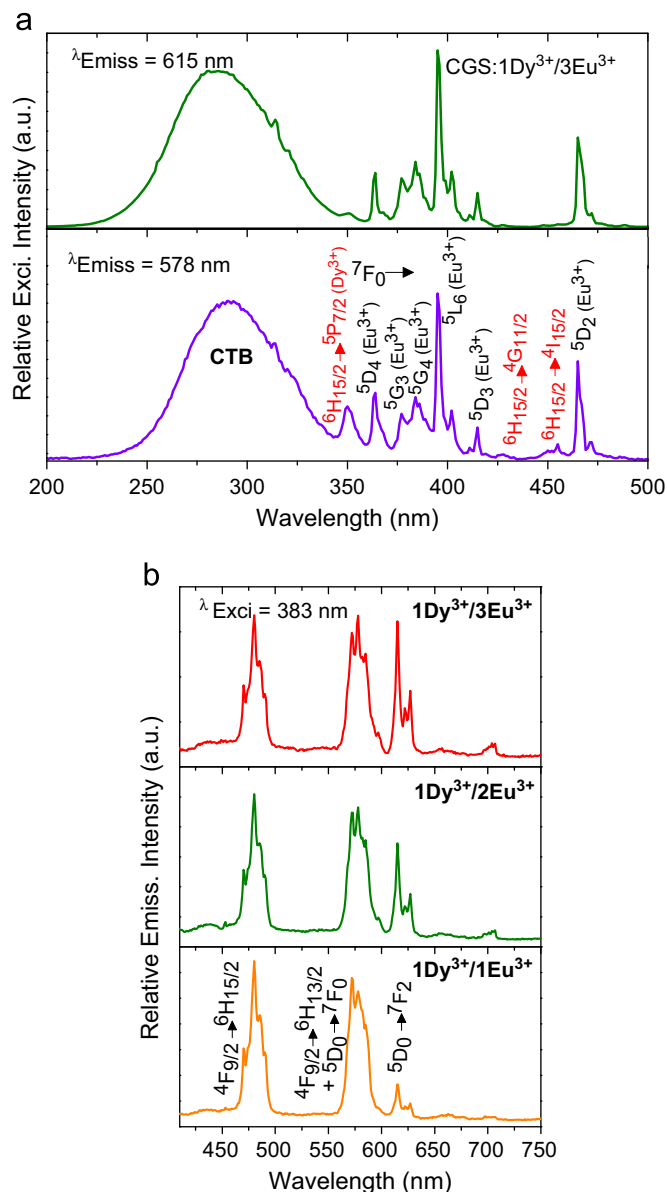 a
λEmiss = 615 nm
CGS:1Dy³⁺/3Eu³⁺
λEmiss = 578 nm
⁷F0→
CTB
⁶H15/2→⁵P7/2 (Dy³⁺)
⁵D4 (Eu³⁺)
⁵G3 (Eu³⁺)
⁵G4 (Eu³⁺)
⁵L6 (Eu³⁺)
⁵D3 (Eu³⁺)
⁶H15/2→⁴G11/2
⁶H15/2→⁴I15/2
⁵D2 (Eu³⁺)
Relative Exci. Intensity (a.u.)
200 250 300 350 400 450 500
Wavelength (nm)
b
λ Exci = 383 nm
1Dy³⁺/3Eu³⁺
1Dy³⁺/2Eu³⁺
1Dy³⁺/1Eu³⁺
⁴F9/2→⁶H15/2
⁴F9/2→⁶H13/2
+ ⁵D0→⁷F0
⁵D0→⁷F2
Relative Emiss. Intensity (a.u.)
450 500 550 600 650 700 750
Wavelength (nm)